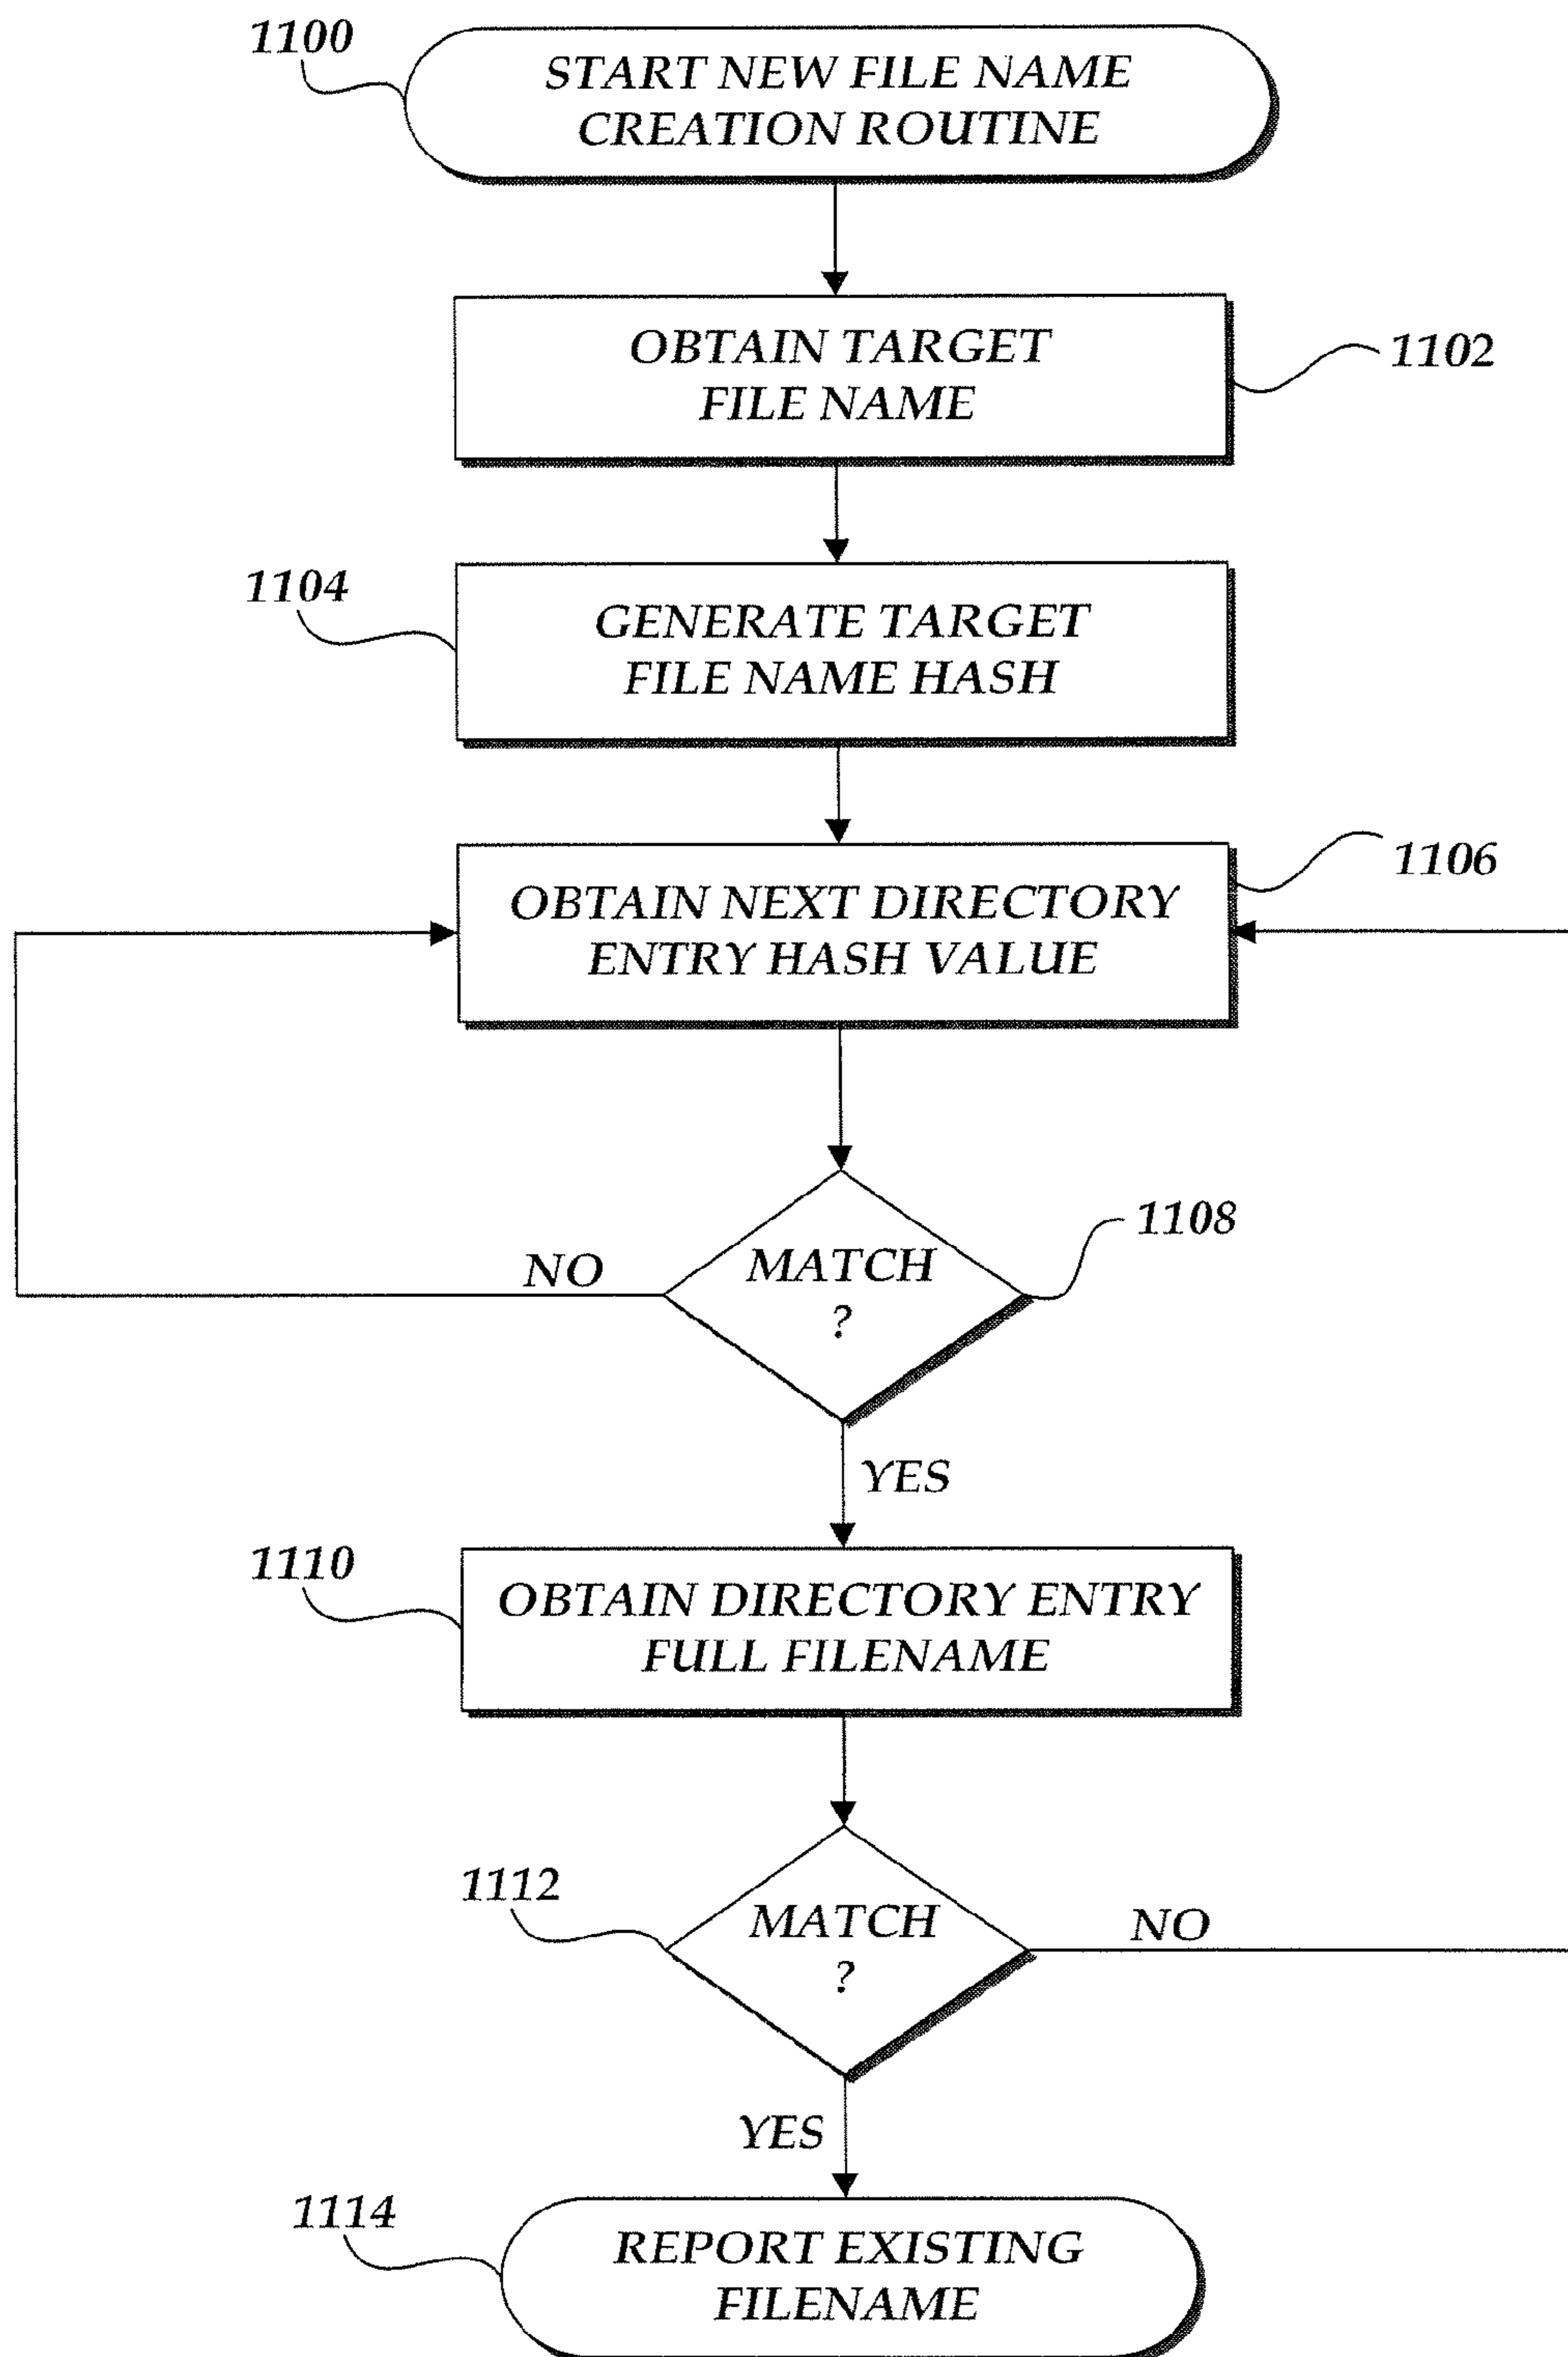 1100
START NEW FILE NAME
CREATION ROUTINE
OBTAIN TARGET
FILE NAME
1102
1104
GENERATE TARGET
FILE NAME HASH
1106
OBTAIN NEXT DIRECTORY
ENTRY HASH VALUE
1108
MATCH
?
NO
YES
1110
OBTAIN DIRECTORY ENTRY
FULL FILENAME
1112
MATCH
?
NO
YES
1114
REPORT EXISTING
FILENAME